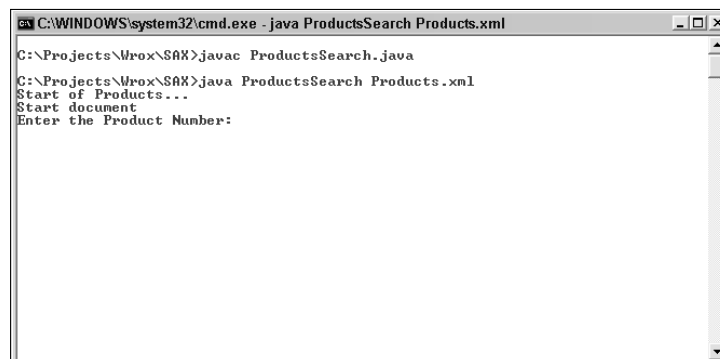 C:\WINDOWS\system32\cmd.exe - java ProductsSearch Products.xml
C:\Projects\Wrox\SAX>javac ProductsSearch.java
C:\Projects\Wrox\SAX>java ProductsSearch Products.xml
Start of Products...
Start document
Enter the Product Number: